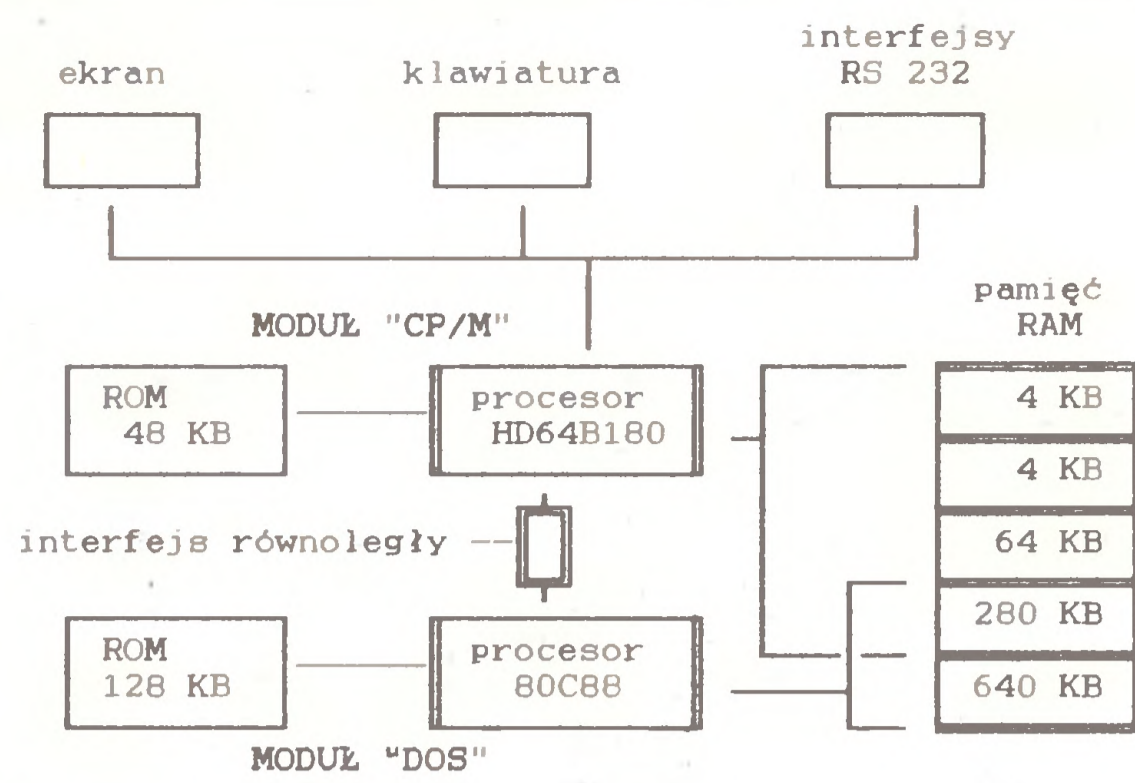 interfejsy
RS 232
ekran
klawiatura
pamięć
RAM
MODUŁ "CP/M"
ROM
48 KB
procesor
HD64B180
4 KB
4 KB
64 KB
280 KB
640 KB
interfejs równoległy
ROM
128 KB
procesor
80C88
MODUŁ "DOS"